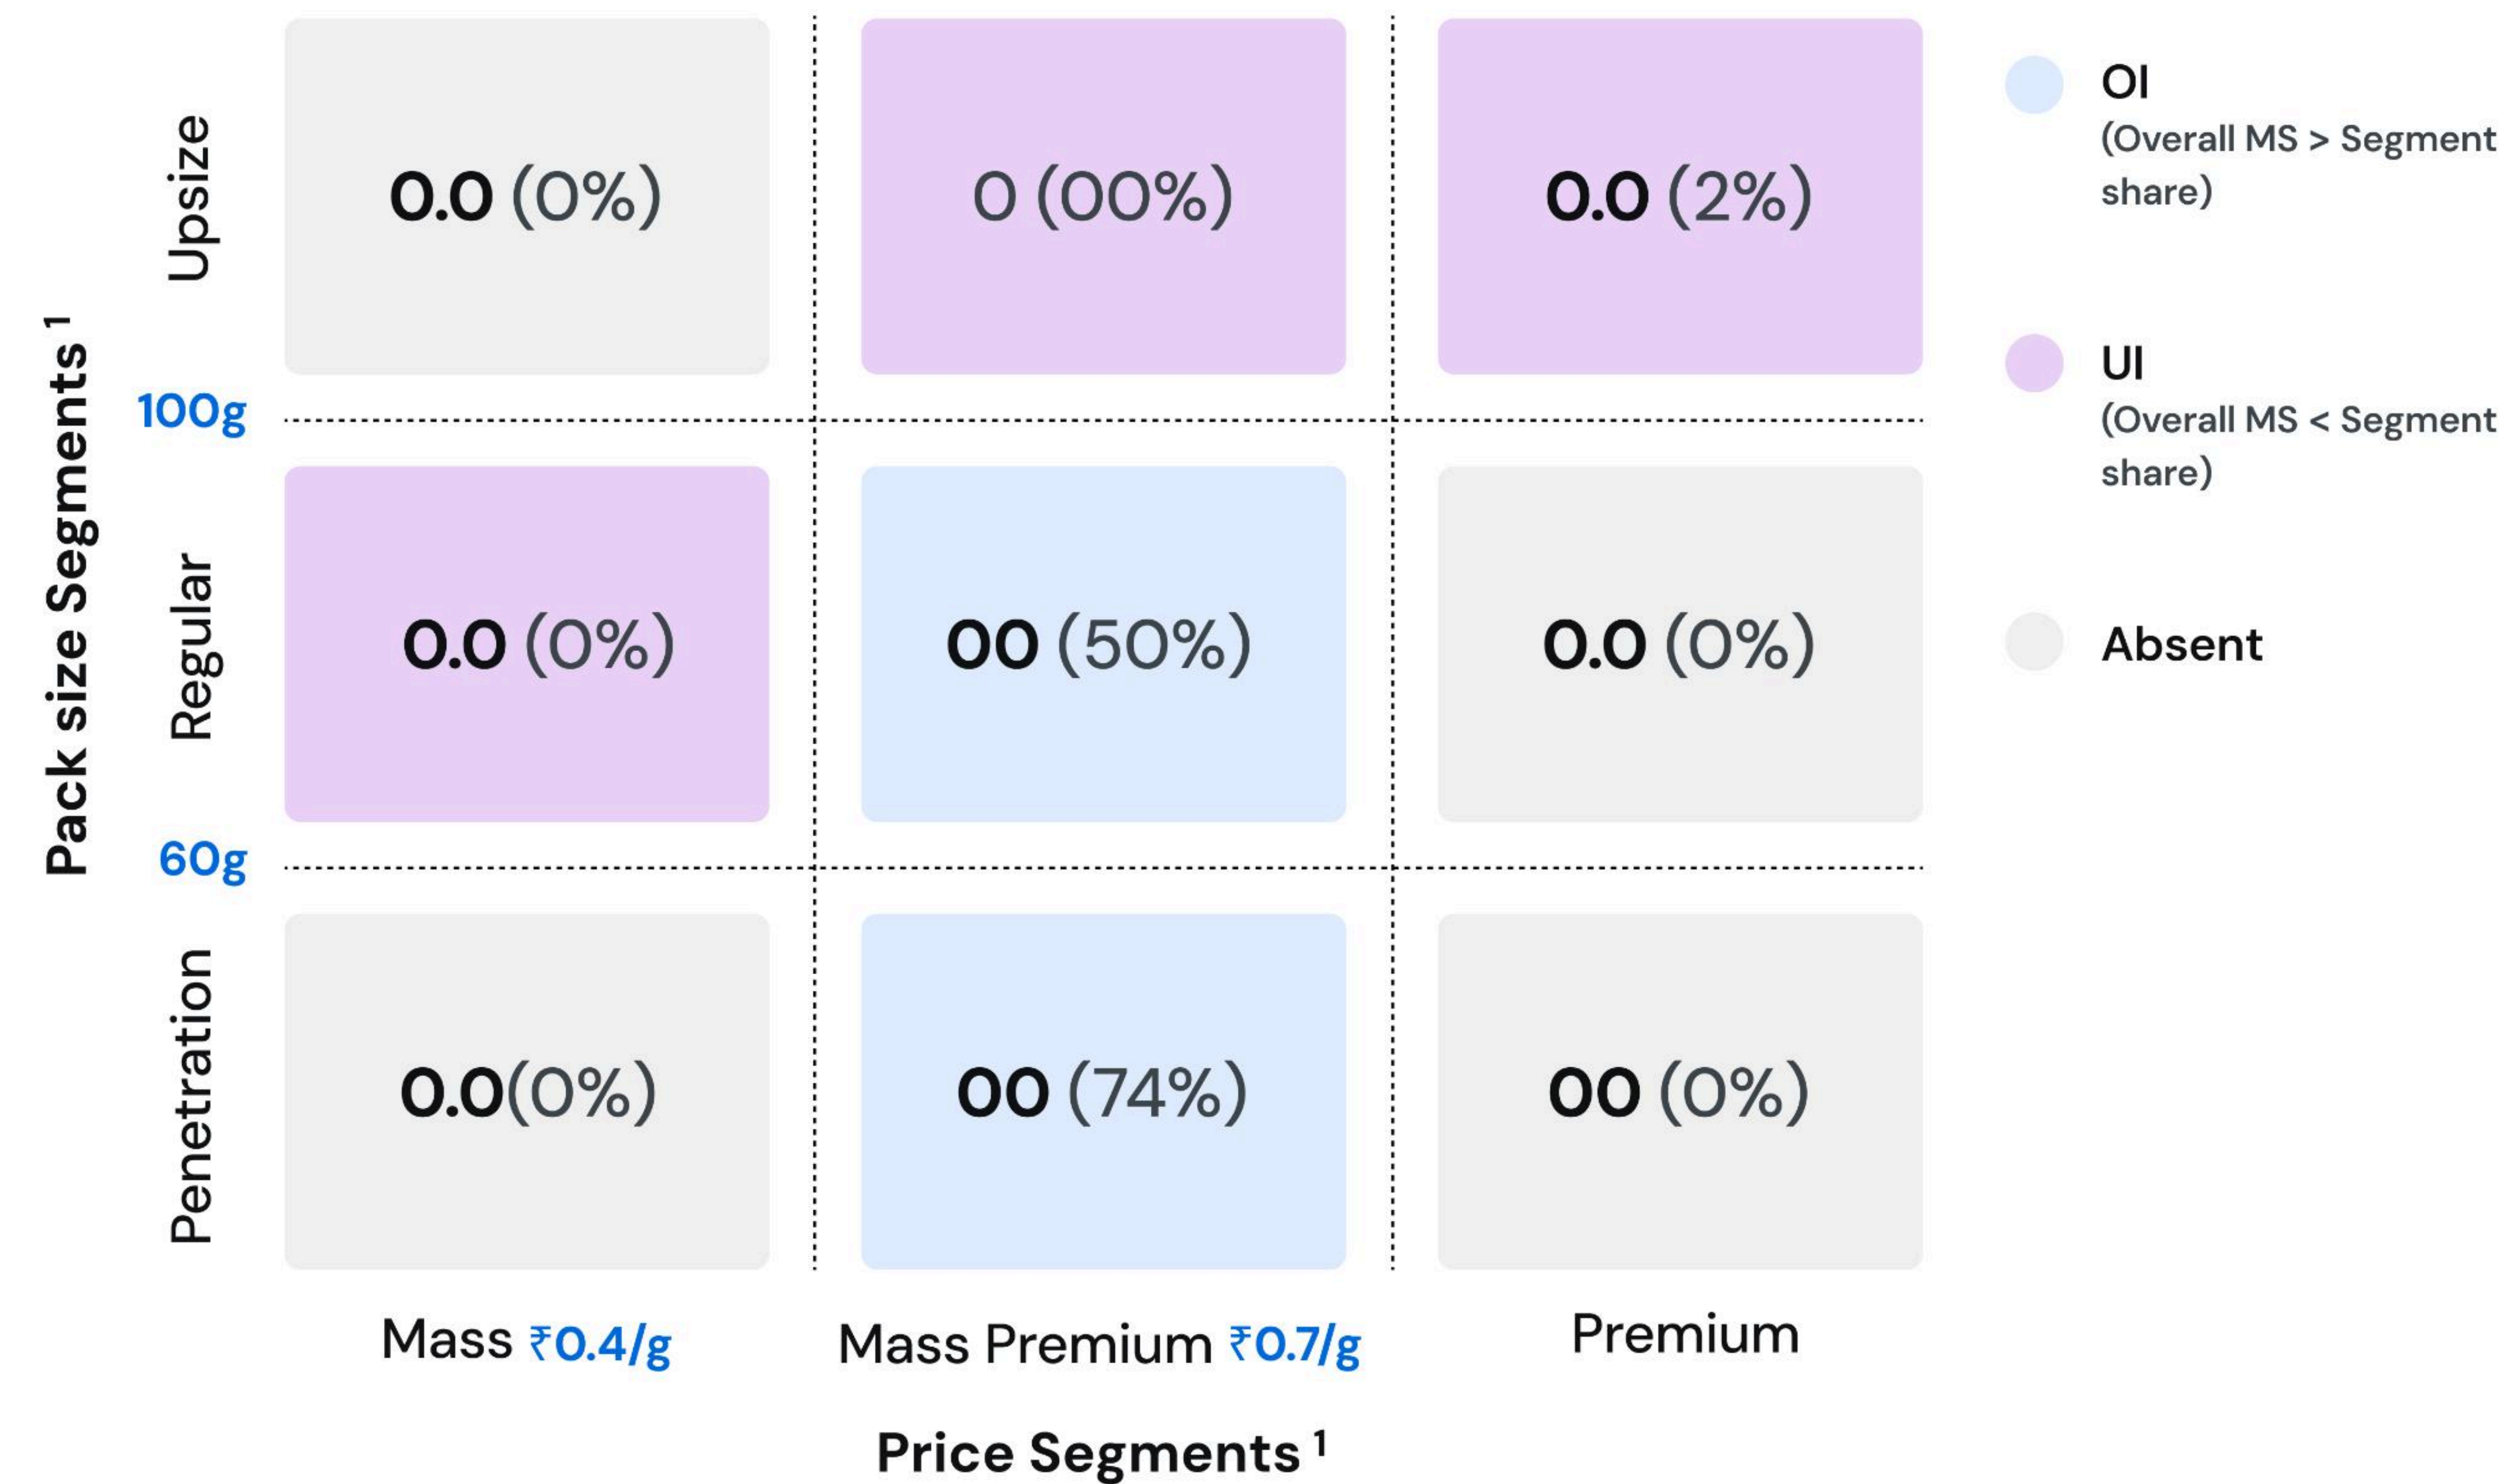 Pack size Segments 1
Upsize
0.0 (0%)
0 (00%)
0.0 (2%)
100g
Regular
0.0 (0%)
00 (50%)
0.0 (0%)
60g
Penetration
0.0(0%)
00 (74%)
00 (0%)
Mass ₹0.4/g
Mass Premium ₹0.7/g
Premium
Price Segments 1
OI
(Overall MS > Segment
share)
UI
(Overall MS < Segment
share)
Absent